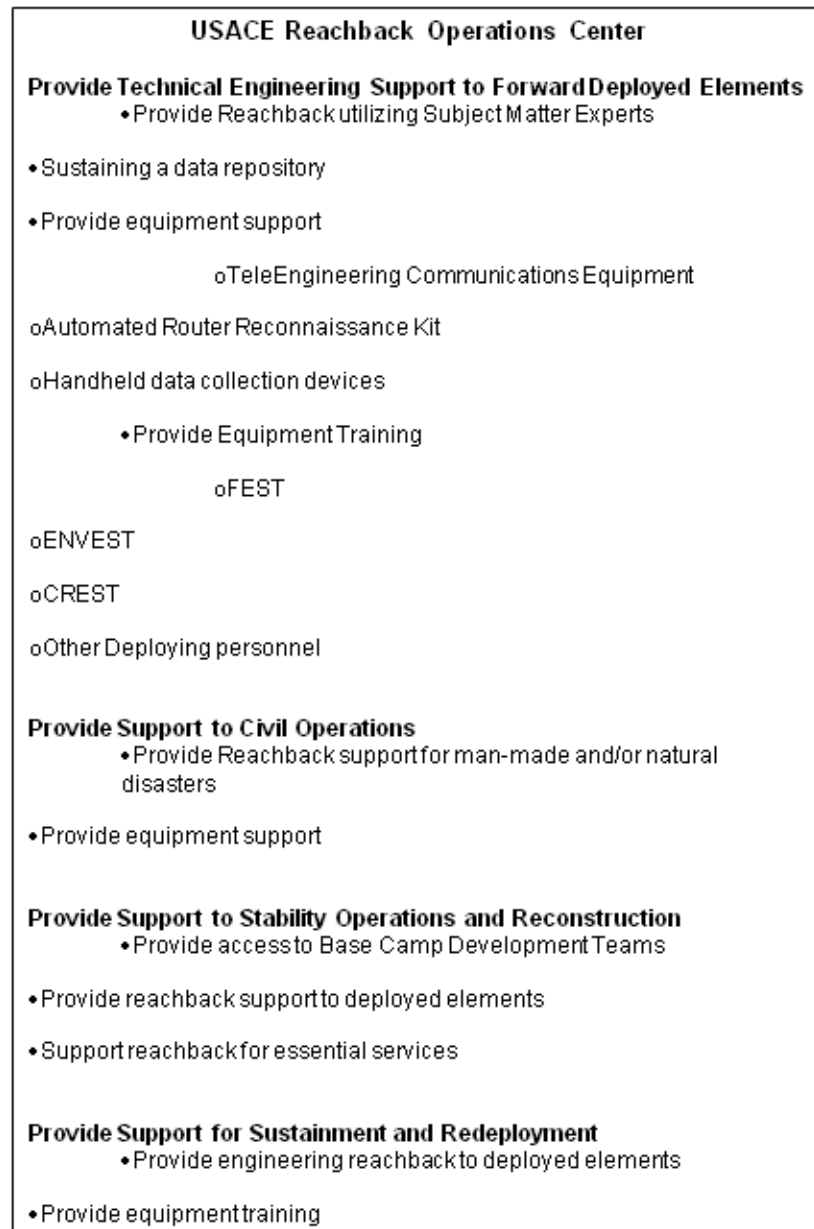 USACE Reachback Operations Center
Provide Technical Engineering Support to Forward Deployed Elements
•Provide Reachback utilizing Subject Matter Experts
•Sustaining a data repository
•Provide equipment support
oTeleEngineering Communications Equipment
oAutomated Router Reconnaissance Kit
oHandheld data collection devices
•Provide Equipment Training
oFEST
oENVEST
oCREST
oOther Deploying personnel
Provide Support to Civil Operations
•Provide Reachback support for man-made and/or natural
disasters
•Provide equipment support
Provide Support to Stability Operations and Reconstruction
•Provide access to Base Camp Development Teams
•Provide reachback support to deployed elements
•Support reachback for essential services
Provide Support for Sustainment and Redeployment
•Provide engineering reachback to deployed elements
•Provide equipment training